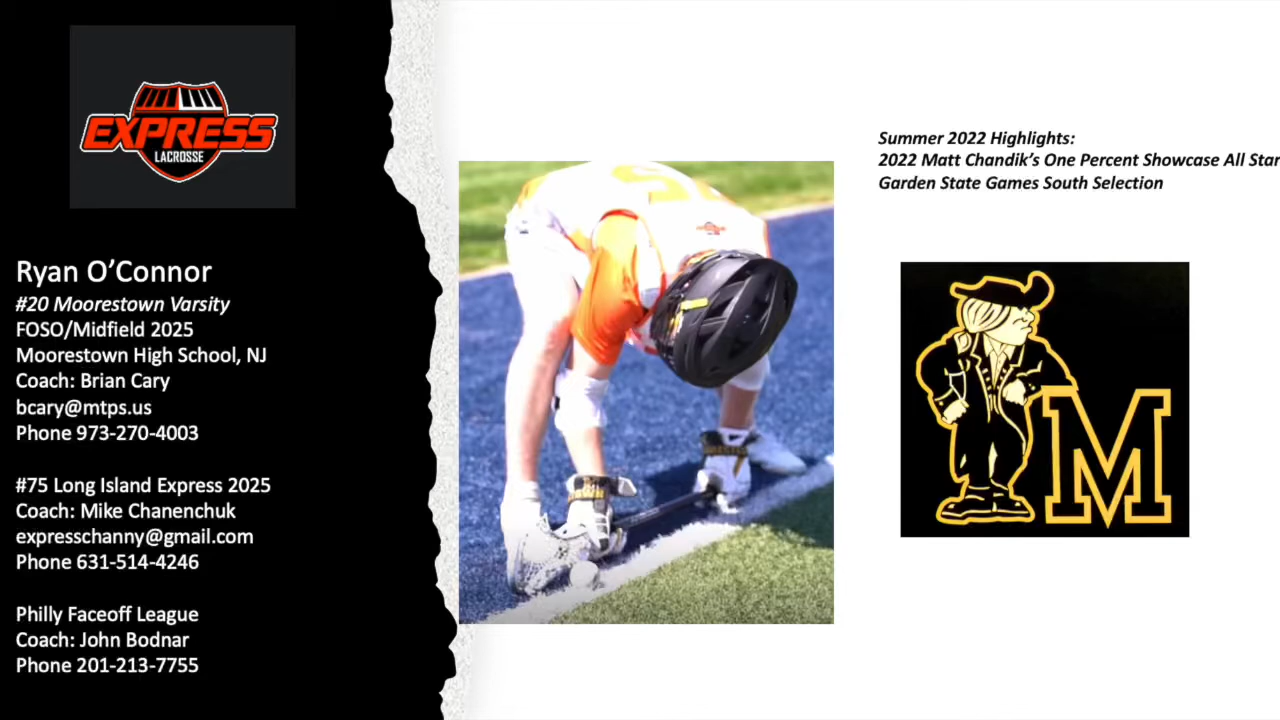 EXPRESS
LACROSSE
Ryan O’Connor
#20 Moorestown Varsity
FOSO/Midfield 2025
Moorestown High School, NJ
Coach: Brian Cary
bcary@mtps.us
Phone 973-270-4003
#75 Long Island Express 2025
Coach: Mike Chanenchuk
expresschanny@gmail.com
Phone 631-514-4246
Philly Faceoff League
Coach: John Bodnar
Phone 201-213-7755
Summer 2022 Highlights:
2022 Matt Chandik’s One Percent Showcase All Star
Garden State Games South Selection
M